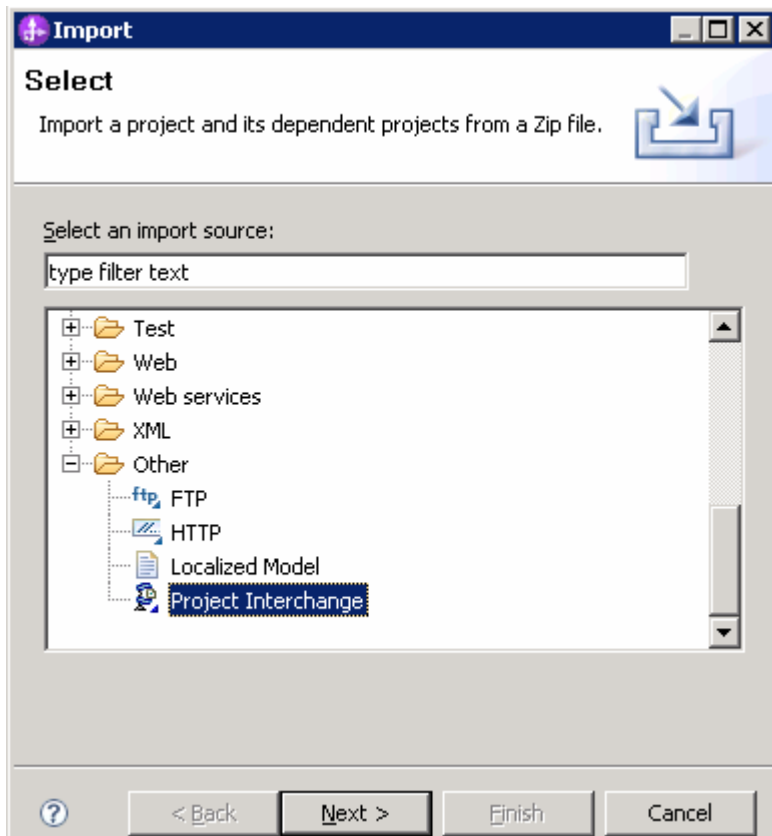 Import
Select
Import a project and its dependent projects from a Zip file.
Select an import source:
type filter text
Test
Web
Web services
XML
Other
ftp FTP
HTTP
Localized Model
Project Interchange
? < Back Next > Finish Cancel